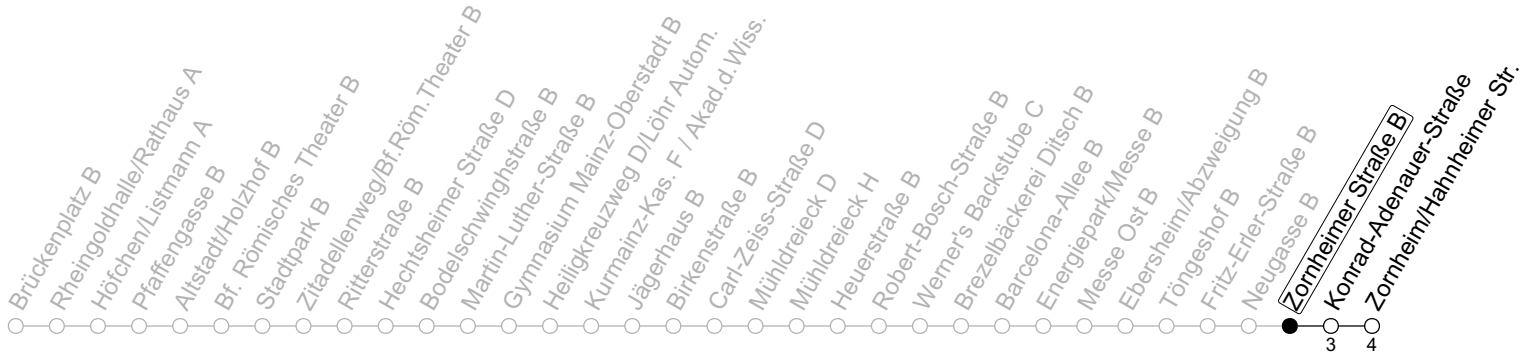 Brückenplatz B
Rheingoldhalle/Rathaus A
Höfchen/Listmann A
Pfaffengasse B
Altstadt/Holzhof B
Bf. Römisches Theater B
Stadtpark B
Zitadellenweg/Bf.Röm.Theater B
Ritterstraße B
Hechtsheimer Straße D
Bodelschwinghstraße B
Martin-Luther-Straße B
Gymnasium Mainz-Oberstadt B
Heiligkreuzweg D/Löhr Autom.
Kurmainz-Kas. F / Akad.d.Wiss.
Jägerhaus B
Birkenstraße B
Carl-Zeiss-Straße D
Mühldreieck D
Mühldreieck H
Heuerstraße B
Robert-Bosch-Straße B
Werner's Backstube C
Brezelbäckerei Ditsch B
Barcelona-Allee B
Energiepark/Messe B
Messe Ost B
Ebersheim/Abzweigung B
Töngeshof B
Fritz-Erler-Straße B
Neugasse B
Zornheimer Straße B
Konrad-Adenauer-Straße
Zornheim/Hahnheimer Str.
3 4